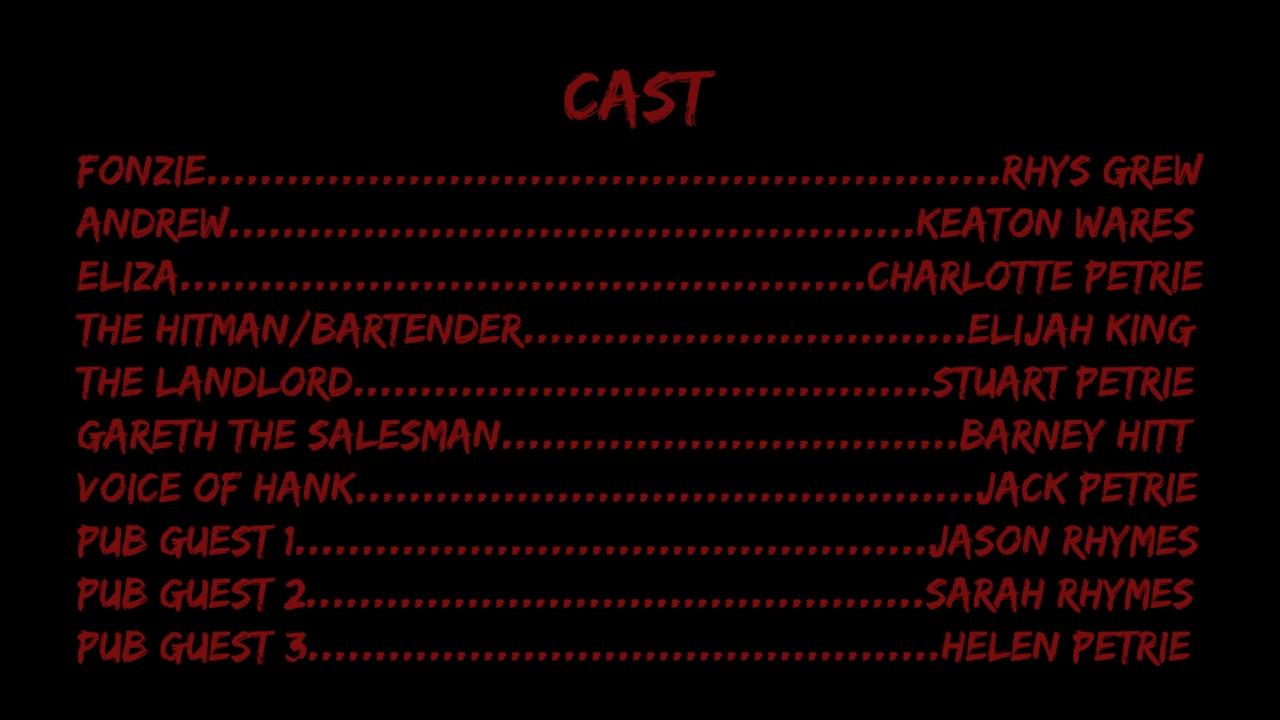 CAST
FONZIE............................................................RHYS GREW
ANDREW....................................................KEATON WARES
ELIZA....................................................CHARLOTTE PETRIE
THE HITMAN/BARTENDER.................................ELIJAH KING
THE LANDLORD............................................STUART PETRIE
GARETH THE SALESMAN..................................BARNEY HITT
VOICE OF HANK...............................................JACK PETRIE
PUB GUEST 1................................................JASON RHYMES
PUB GUEST 2...............................................SARAH RHYMES
PUB GUEST 3................................................HELEN PETRIE